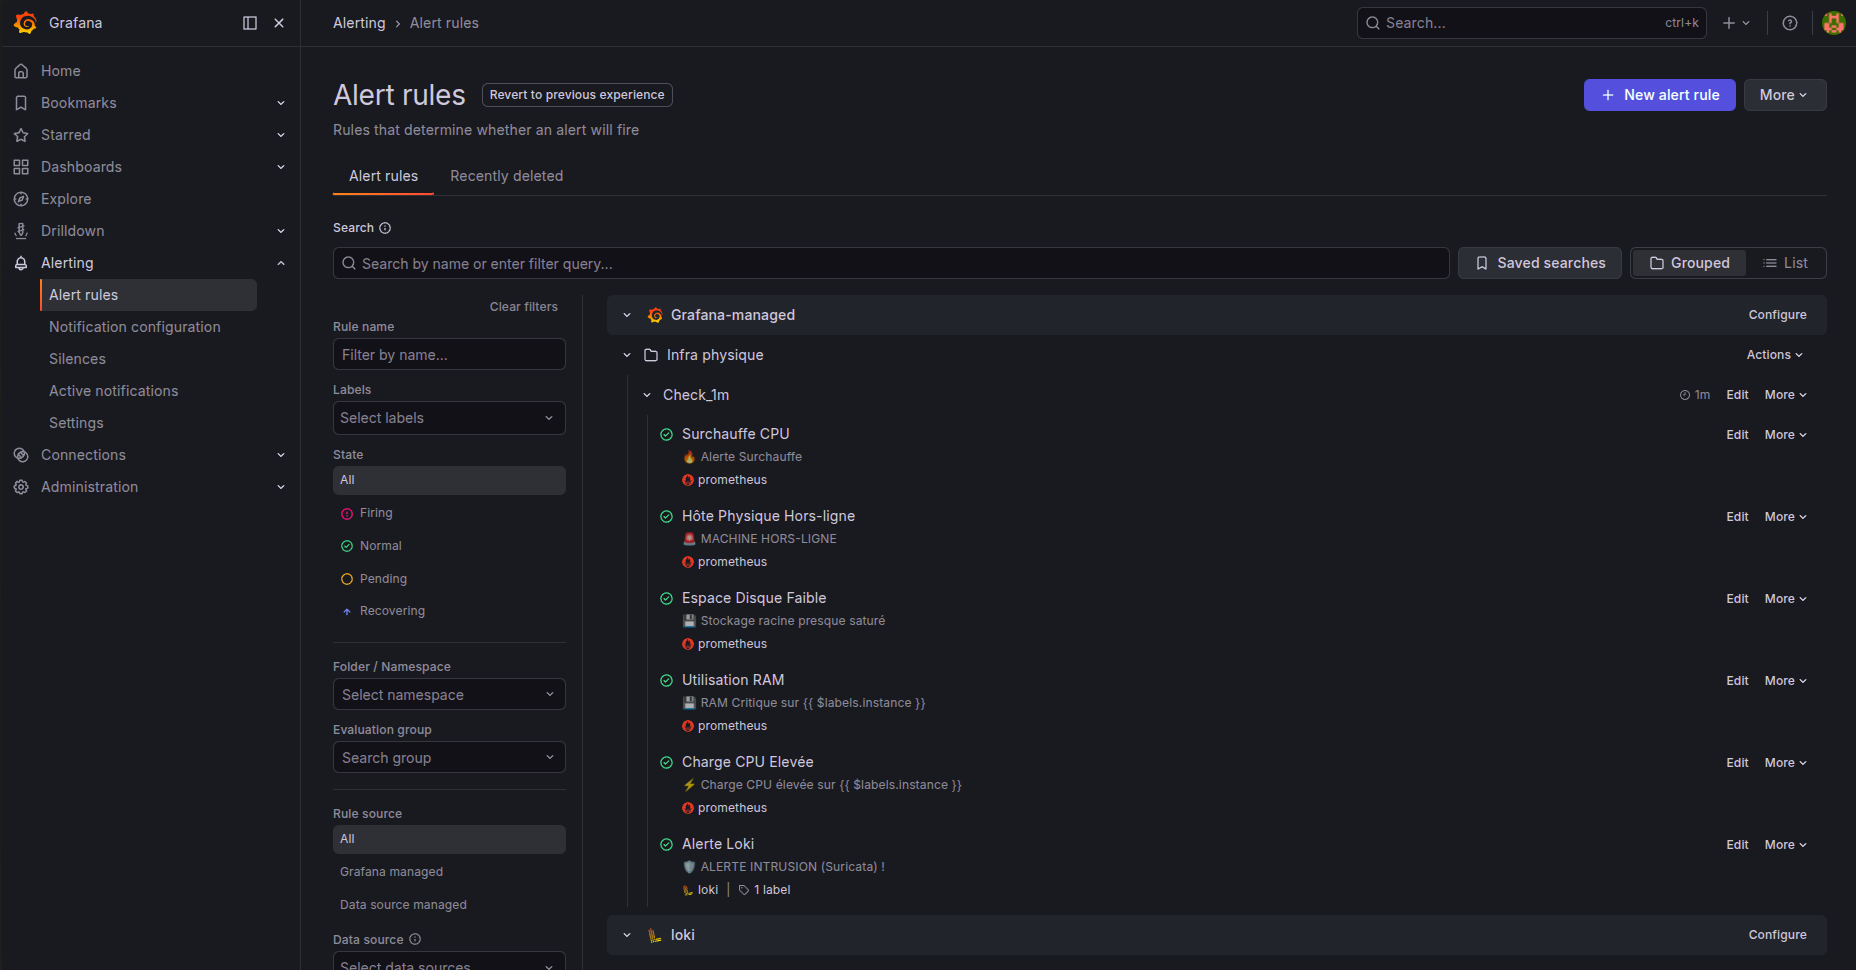 Grafana
Home
Bookmarks
Starred
Dashboards
Explore
Drilldown
Alerting
Alert rules
Notification configuration
Silences
Active notifications
Settings
Connections
Administration
Alerting › Alert rules
Search... ctrl+k
Alert rules Revert to previous experience
New alert rule More
Rules that determine whether an alert will fire
Alert rules Recently deleted
Search
Search by name or enter filter query... Saved searches Grouped List
Clear filters
Rule name
Filter by name...
Labels
Select labels
State
All
Firing
Normal
Pending
Recovering
Folder / Namespace
Select namespace
Evaluation group
Search group
Rule source
All
Grafana managed
Data source managed
Data source
Select data sources
Grafana-managed Configure
Infra physique Actions
Check_1m 1m Edit More
Surchauffe CPU Edit More
🔥 Alerte Surchauffe
prometheus
Hôte Physique Hors-ligne Edit More
🚨 MACHINE HORS-LIGNE
prometheus
Espace Disque Faible Edit More
💾 Stockage racine presque saturé
prometheus
Utilisation RAM Edit More
💾 RAM Critique sur {{ $labels.instance }}
prometheus
Charge CPU Elevée Edit More
⚡ Charge CPU élevée sur {{ $labels.instance }}
prometheus
Alerte Loki Edit More
🛡️ ALERTE INTRUSION (Suricata) !
loki | 1 label
loki Configure